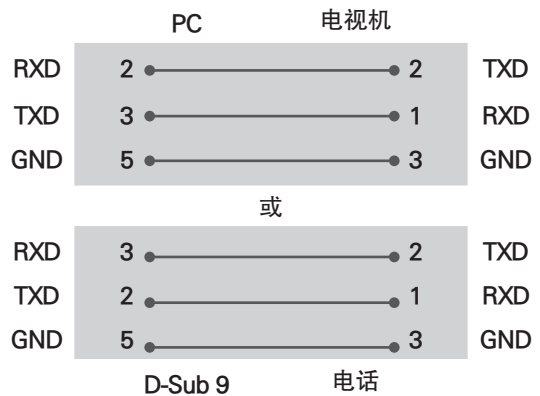 PC 电视机
RXD 2 2 TXD
TXD 3 1 RXD
GND 5 3 GND
或
RXD 3 2 TXD
TXD 2 1 RXD
GND 5 3 GND
D-Sub 9 电话